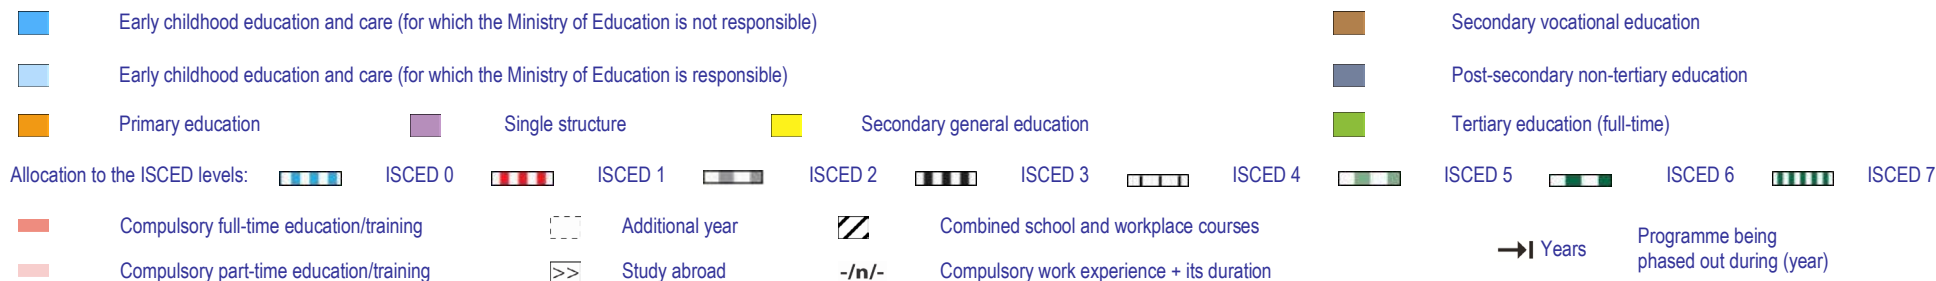 Early childhood education and care (for which the Ministry of Education is not responsible) Secondary vocational education
Early childhood education and care (for which the Ministry of Education is responsible) Post-secondary non-tertiary education
Primary education Single structure Secondary general education Tertiary education (full-time)
Allocation to the ISCED levels: ISCED 0 ISCED 1 ISCED 2 ISCED 3 ISCED 4 ISCED 5 ISCED 6 ISCED 7
Compulsory full-time education/training Additional year Combined school and workplace courses
Years Programme being
phased out during (year)
Compulsory part-time education/training >> Study abroad -/n/- Compulsory work experience + its duration